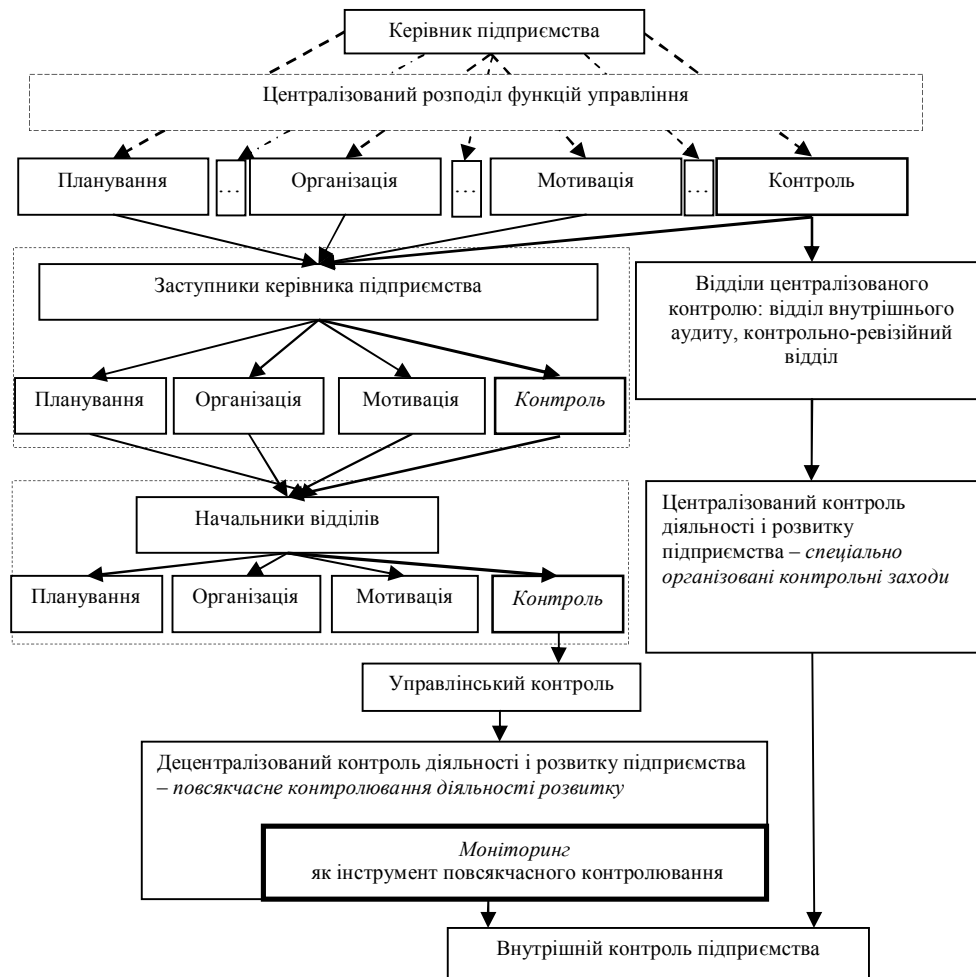 Керівник підприємства
Централізований розподіл функцій управління
Планування
…
Організація
…
Мотивація
…
Контроль
Заступники керівника підприємства
Відділи централізованого
контролю: відділ внутрішнього
аудиту, контрольно-ревізійний
відділ
Планування
Організація
Мотивація
Контроль
Начальники відділів
Централізований контроль
діяльності і розвитку
підприємства – спеціально
організовані контрольні заходи
Планування
Організація
Мотивація
Контроль
Управлінський контроль
Децентралізований контроль діяльності і розвитку підприємства
– повсякчасне контролювання діяльності розвитку
Моніторинг
як інструмент повсякчасного контролювання
Внутрішній контроль підприємства